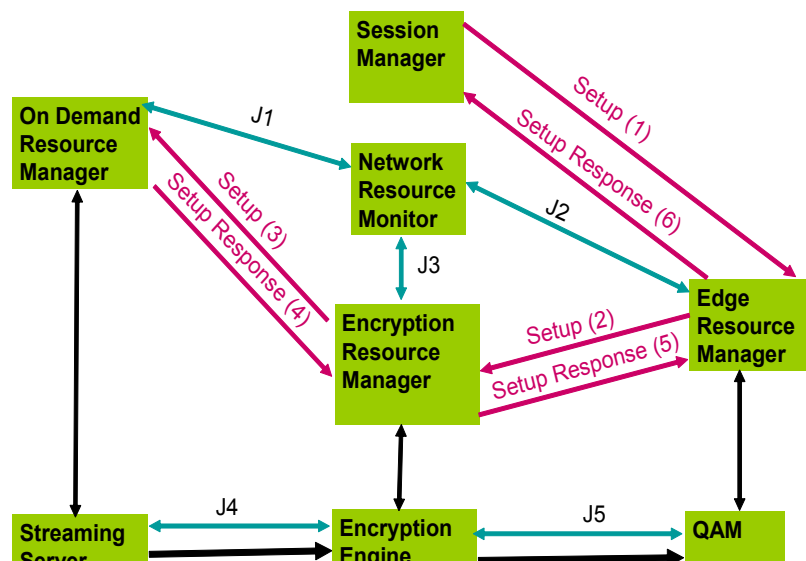 Session
Manager
Setup (1)
Setup Response (6)
On Demand
Resource
Manager
J1
Network
Resource
Monitor
J2
Setup (3)
Setup Response (4)
J3
Encryption
Resource
Manager
Setup (2)
Setup Response (5)
Edge
Resource
Manager
Streaming
Server
J4
Encryption
Engine
J5
QAM